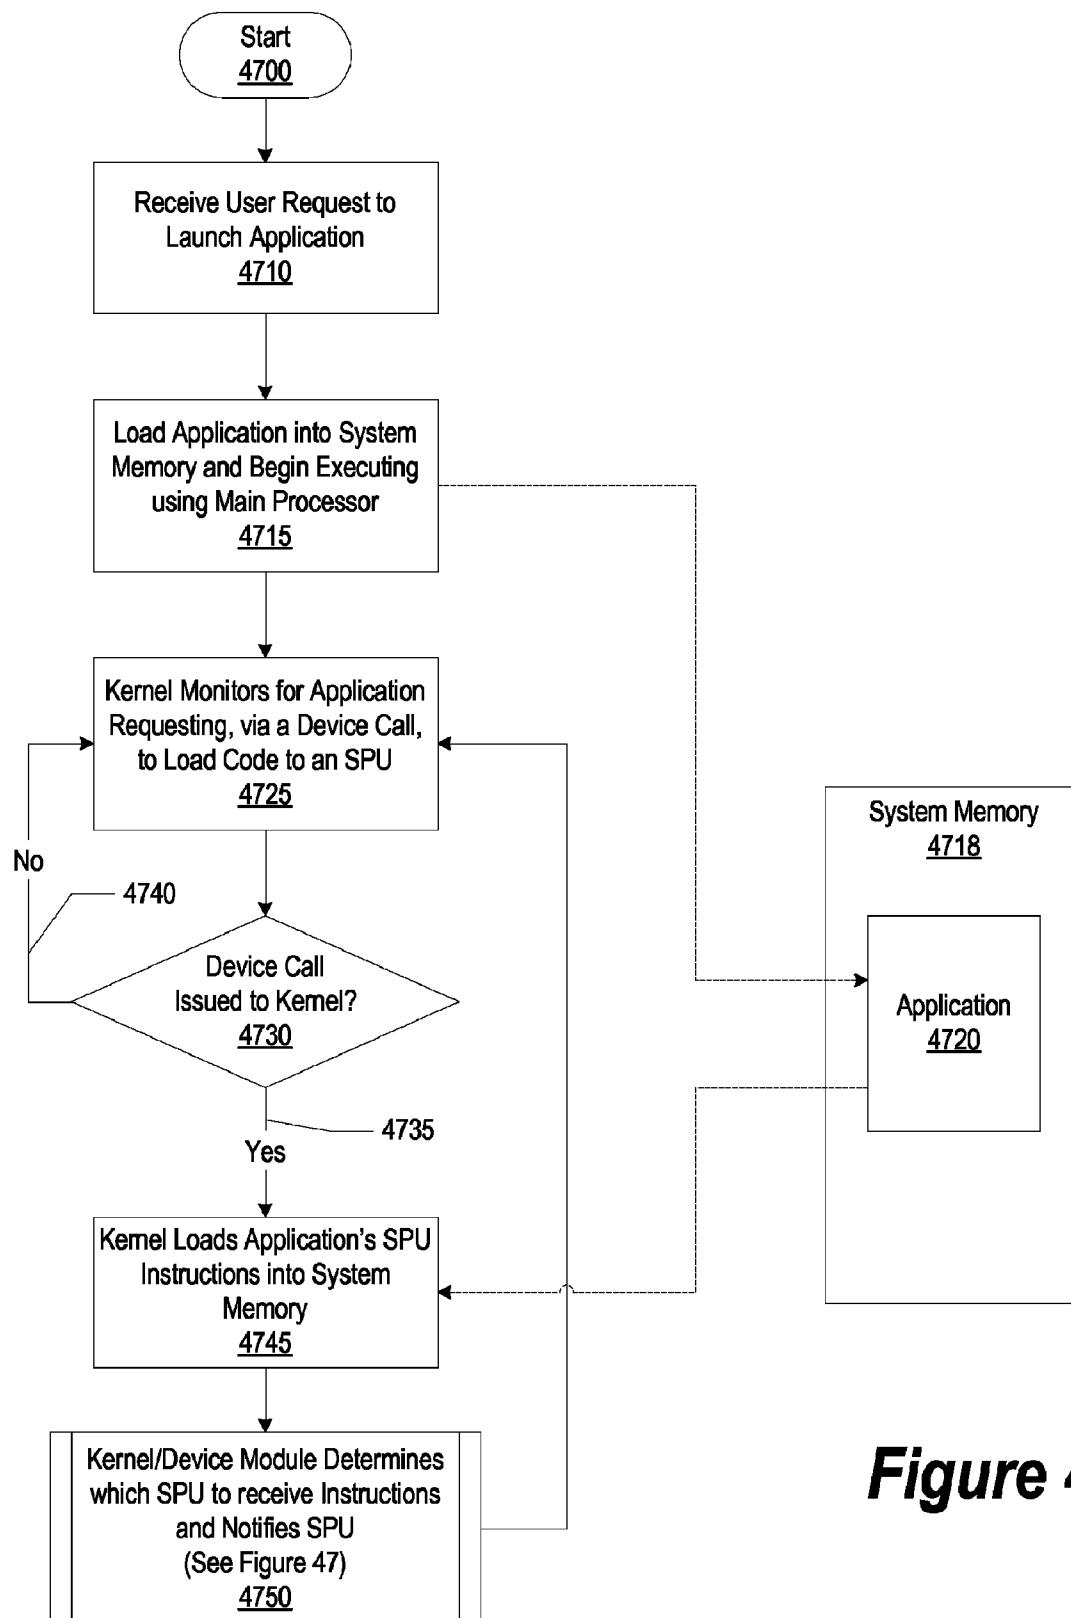 Start
4700
Receive User Request to
Launch Application
4710
Load Application into System
Memory and Begin Executing
using Main Processor
4715
Kernel Monitors for Application
Requesting, via a Device Call,
to Load Code to an SPU
4725
No
4740
Device Call
Issued to Kernel?
4730
4735
Yes
Kernel Loads Application's SPU
Instructions into System
Memory
4745
Kernel/Device Module Determines
which SPU to receive Instructions
and Notifies SPU
(See Figure 47)
4750
System Memory
4718
Application
4720
Figure 4